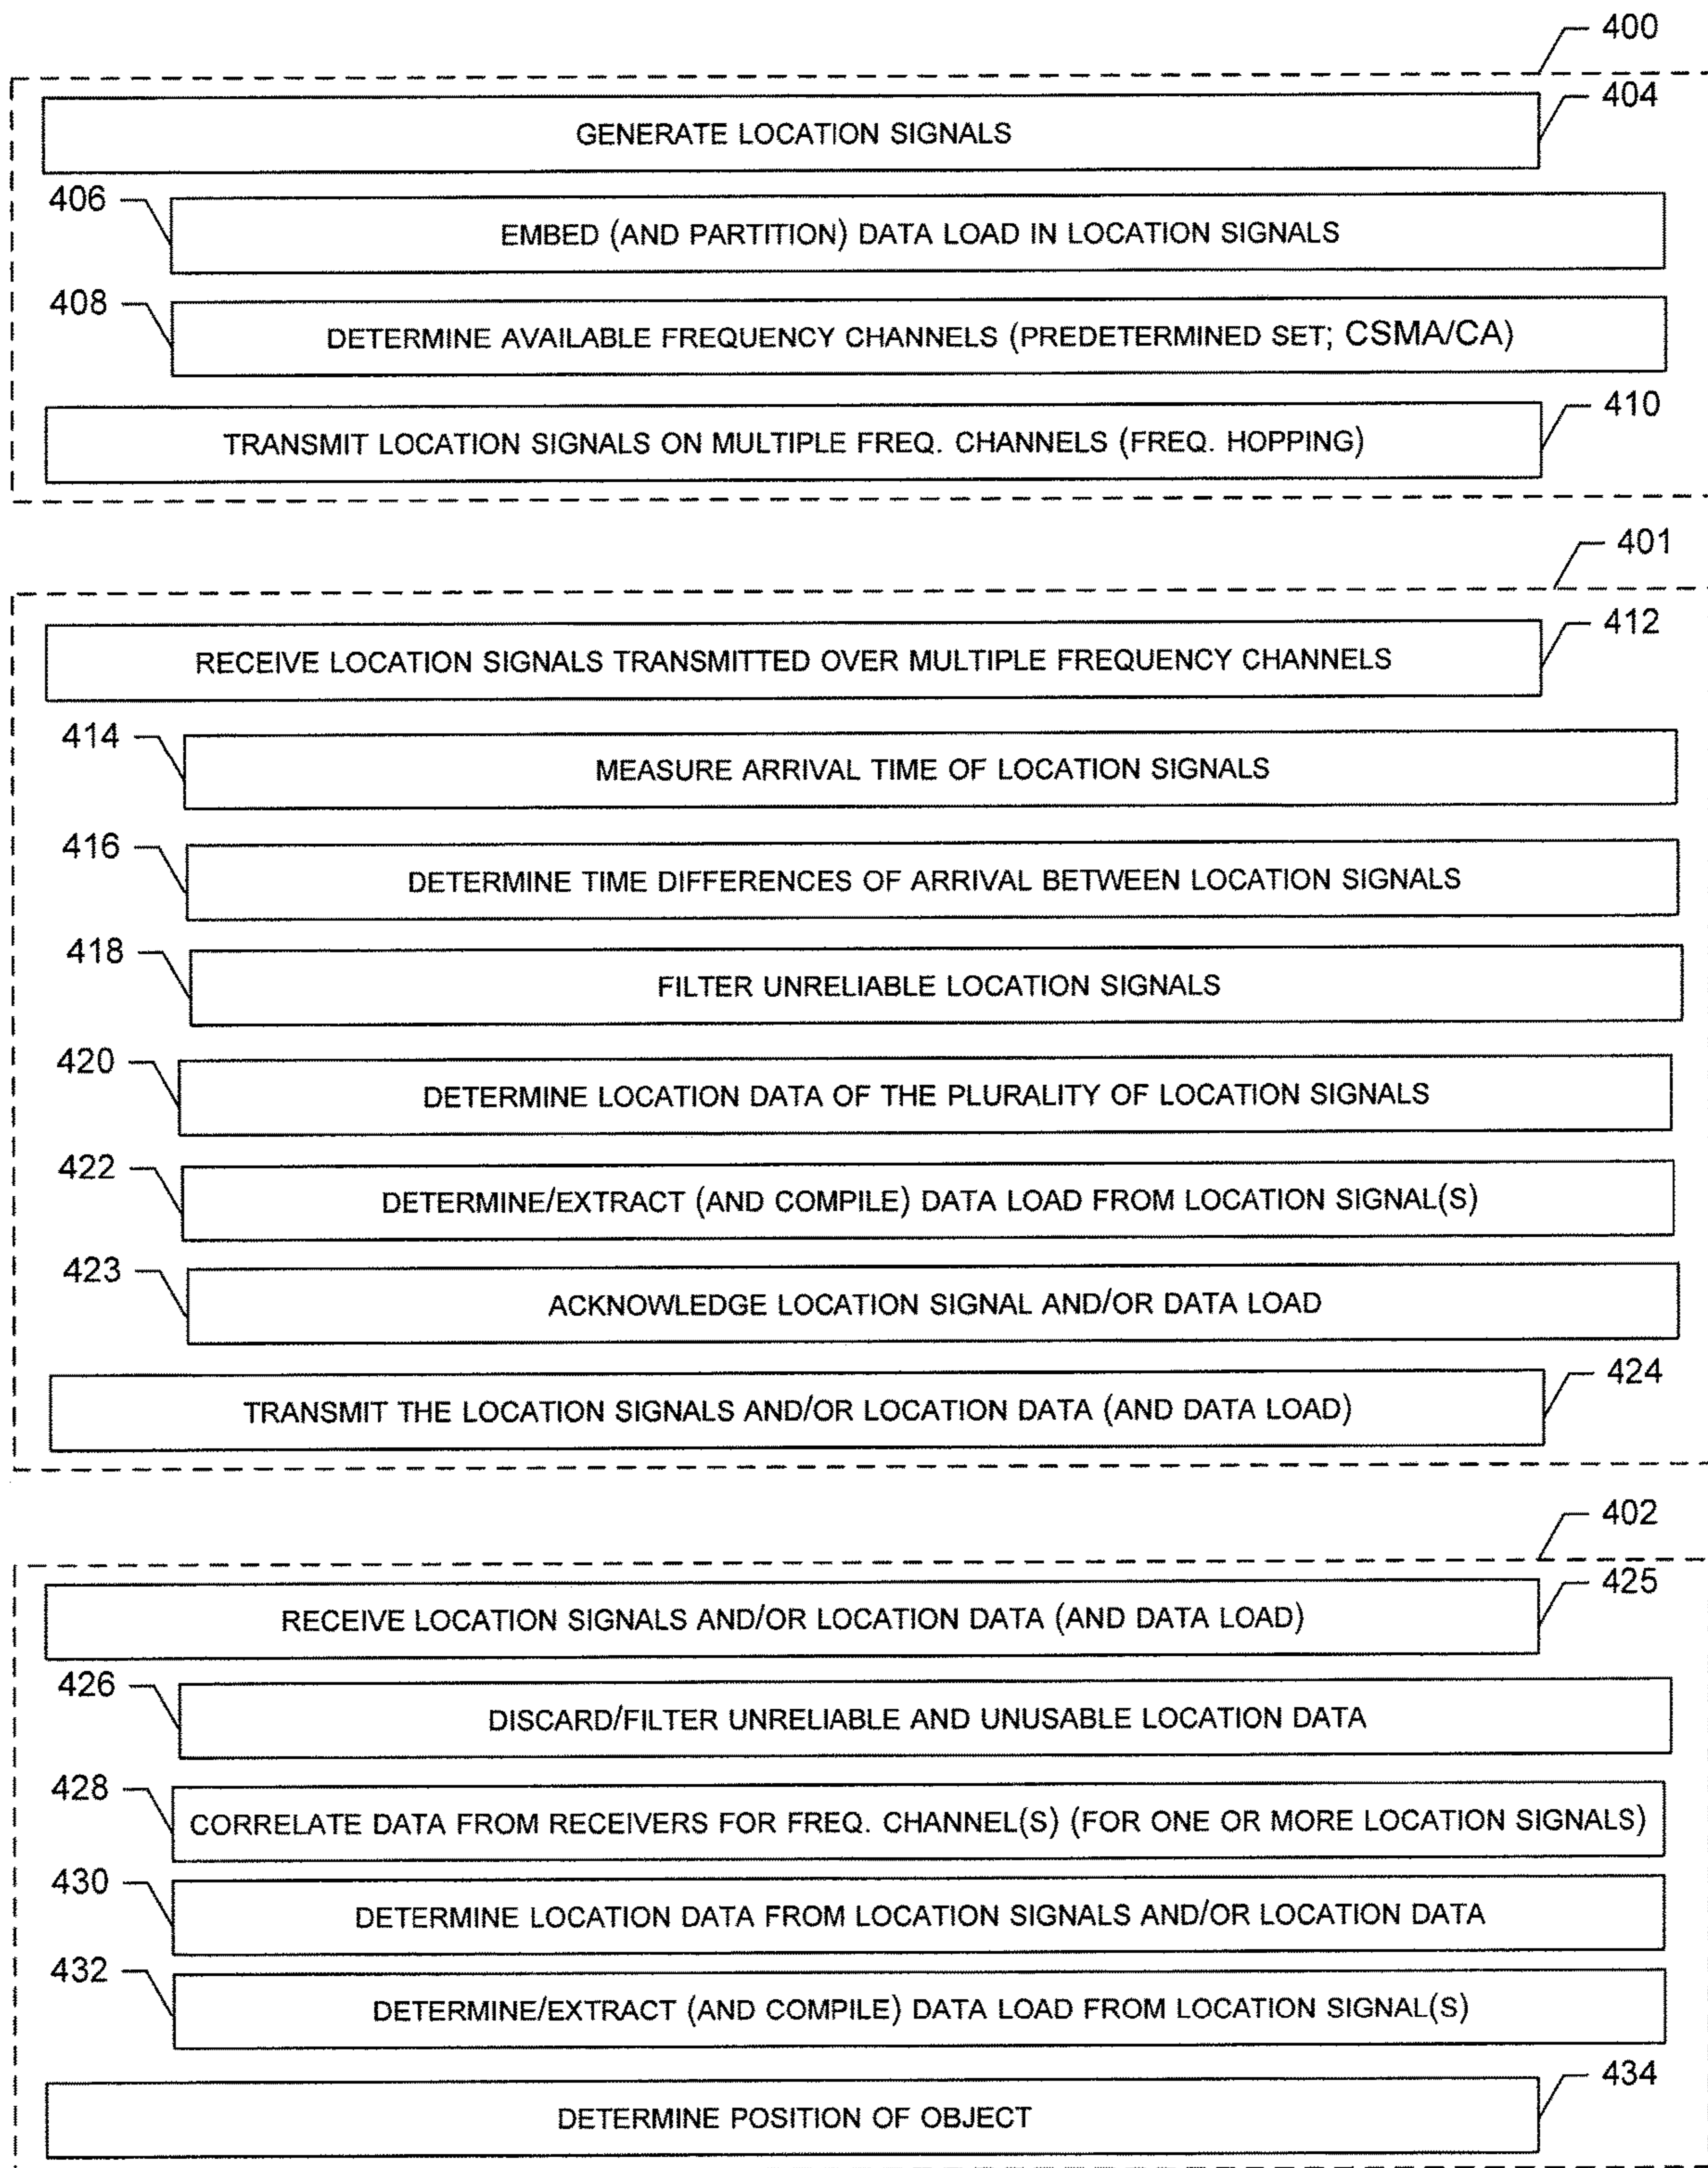 400
404
GENERATE LOCATION SIGNALS
406
EMBED (AND PARTITION) DATA LOAD IN LOCATION SIGNALS
408
DETERMINE AVAILABLE FREQUENCY CHANNELS (PREDETERMINED SET; CSMA/CA)
410
TRANSMIT LOCATION SIGNALS ON MULTIPLE FREQ. CHANNELS (FREQ. HOPPING)
401
412
RECEIVE LOCATION SIGNALS TRANSMITTED OVER MULTIPLE FREQUENCY CHANNELS
414
MEASURE ARRIVAL TIME OF LOCATION SIGNALS
416
DETERMINE TIME DIFFERENCES OF ARRIVAL BETWEEN LOCATION SIGNALS
418
FILTER UNRELIABLE LOCATION SIGNALS
420
DETERMINE LOCATION DATA OF THE PLURALITY OF LOCATION SIGNALS
422
DETERMINE/EXTRACT (AND COMPILE) DATA LOAD FROM LOCATION SIGNAL(S)
423
ACKNOWLEDGE LOCATION SIGNAL AND/OR DATA LOAD
424
TRANSMIT THE LOCATION SIGNALS AND/OR LOCATION DATA (AND DATA LOAD)
402
425
RECEIVE LOCATION SIGNALS AND/OR LOCATION DATA (AND DATA LOAD)
426
DISCARD/FILTER UNRELIABLE AND UNUSABLE LOCATION DATA
428
CORRELATE DATA FROM RECEIVERS FOR FREQ. CHANNEL(S) (FOR ONE OR MORE LOCATION SIGNALS)
430
DETERMINE LOCATION DATA FROM LOCATION SIGNALS AND/OR LOCATION DATA
432
DETERMINE/EXTRACT (AND COMPILE) DATA LOAD FROM LOCATION SIGNAL(S)
434
DETERMINE POSITION OF OBJECT